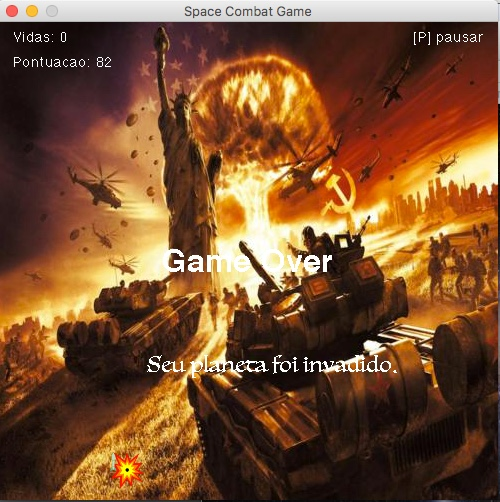 Space Combat Game
Vidas: 0
[P] pausar
Pontuacao: 82
Game Over
Seu planeta foi invadido.